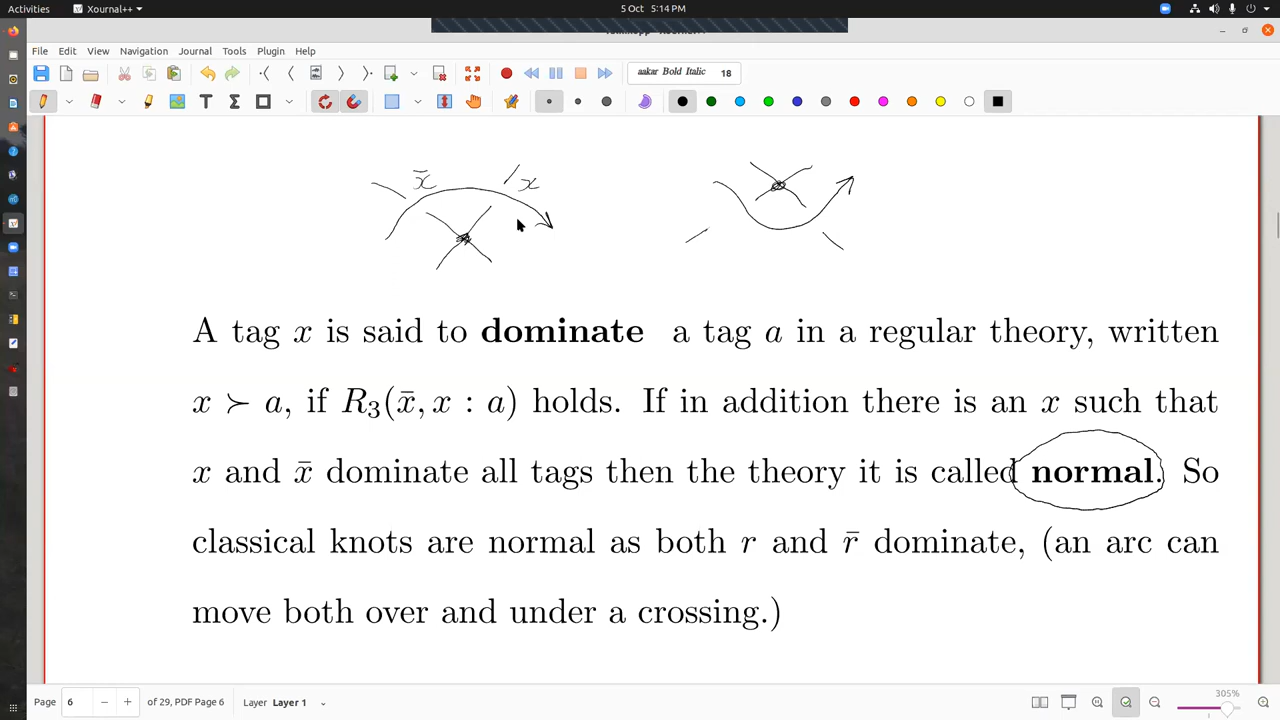 Activities Xournal++ 5 Oct 5:14 PM
File Edit View Navigation Journal Tools Plugin Help
aakar Bold Italic 18
x̄ x
A tag x is said to dominate a tag a in a regular theory, written
x ≻ a, if R₃(x̄, x : a) holds. If in addition there is an x such that
x and x̄ dominate all tags then the theory it is called normal. So
classical knots are normal as both r and r̄ dominate, (an arc can
move both over and under a crossing.)
Page 6 of 29, PDF Page 6 Layer Layer 1 305%